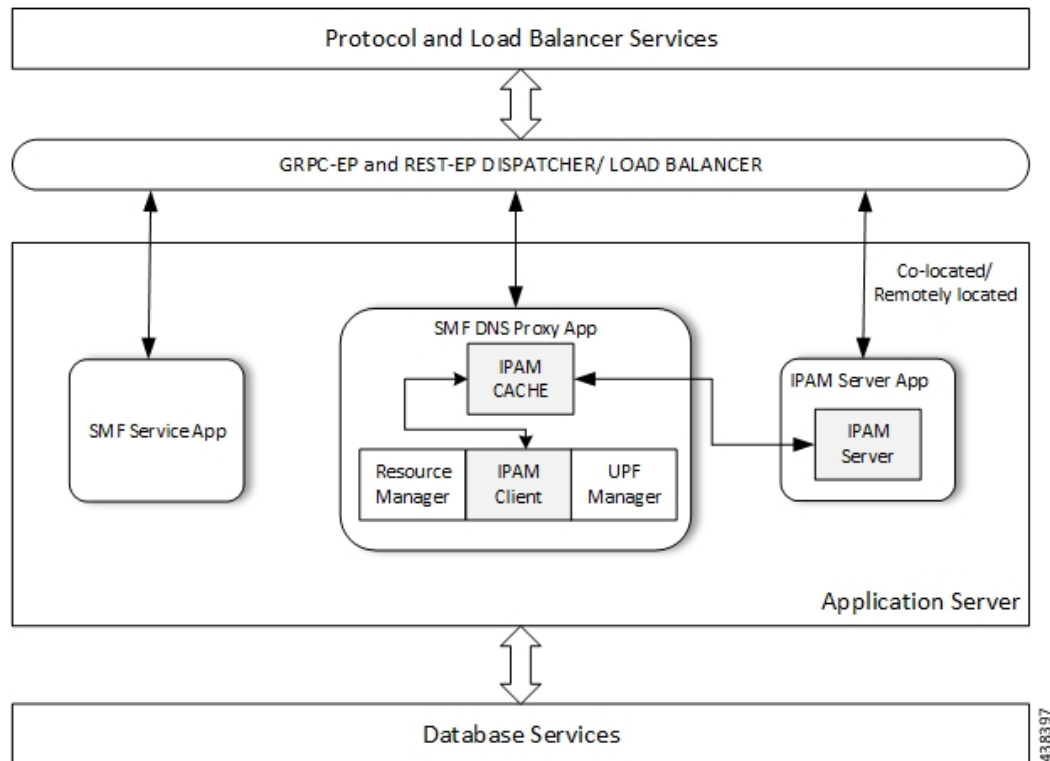 Protocol and Load Balancer Services
GRPC-EP and REST-EP DISPATCHER/ LOAD BALANCER
Co-located/
Remotely located
SMF DNS Proxy App
IPAM
CACHE
IPAM Server App
SMF Service App
IPAM
Server
Resource
Manager
IPAM
Client
UPF
Manager
Application Server
Database Services
438397